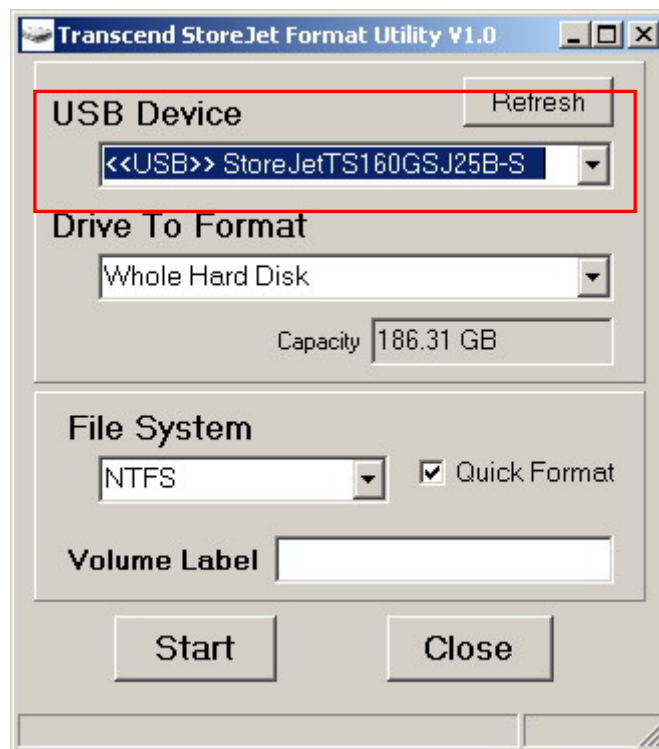 Transcend StoreJet Format Utility V1.0
Refresh
USB Device
<<USB>> StoreJetTS160GSJ25B-S
Drive To Format
Whole Hard Disk
Capacity 186.31 GB
File System
NTFS Quick Format
Volume Label
Start Close